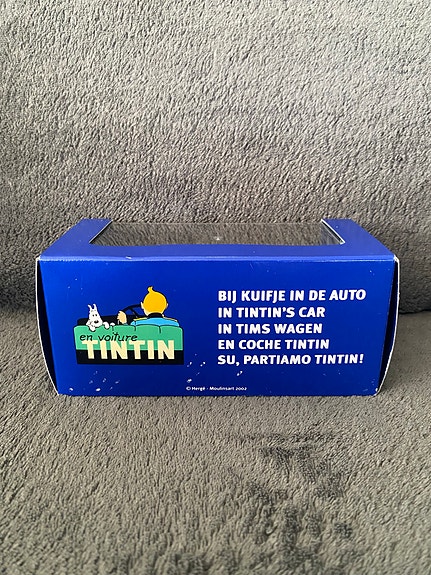 en voiture
TINTIN
BIJ KUIFJE IN DE AUTO
IN TINTIN'S CAR
IN TIMS WAGEN
EN COCHE TINTIN
SU, PARTIAMO TINTIN!
© Hergé - Moulinsart 2002